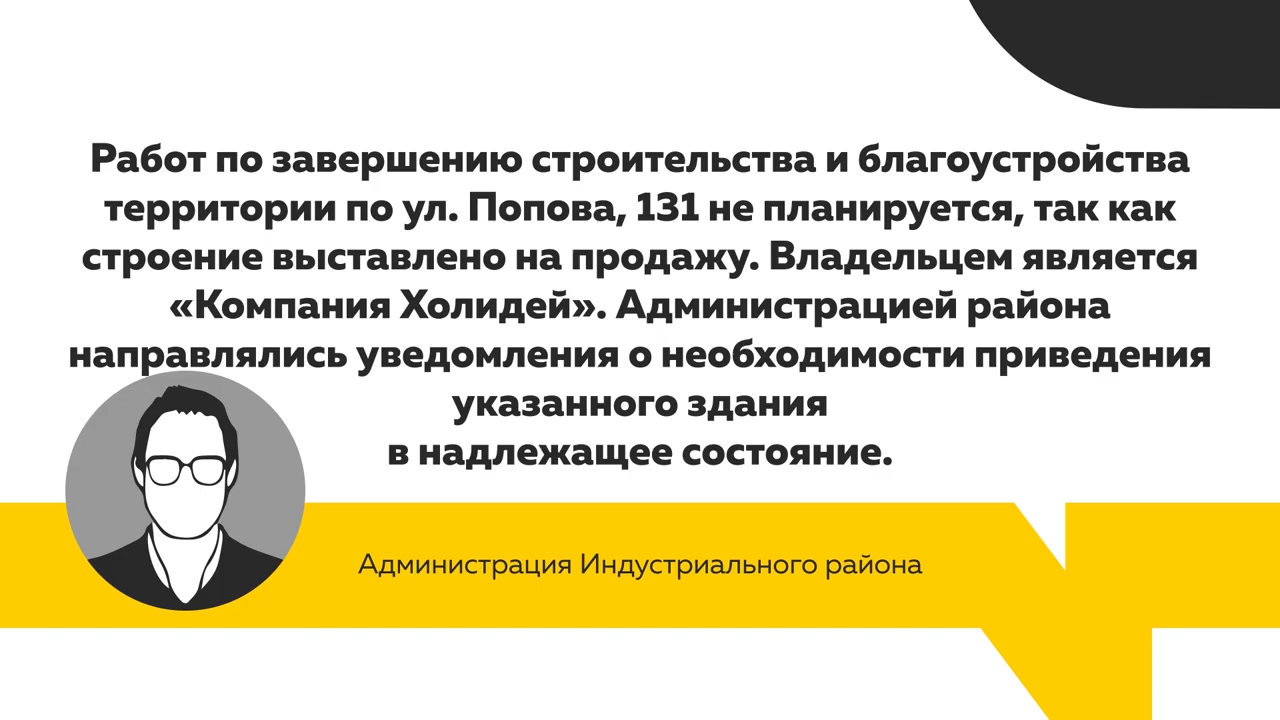 Работ по завершению строительства и благоустройства
территории по ул. Попова, 131 не планируется, так как
строение выставлено на продажу. Владельцем является
«Компания Холидей». Администрацией района
направлялись уведомления о необходимости приведения
указанного здания
в надлежащее состояние.
Администрация Индустриального района